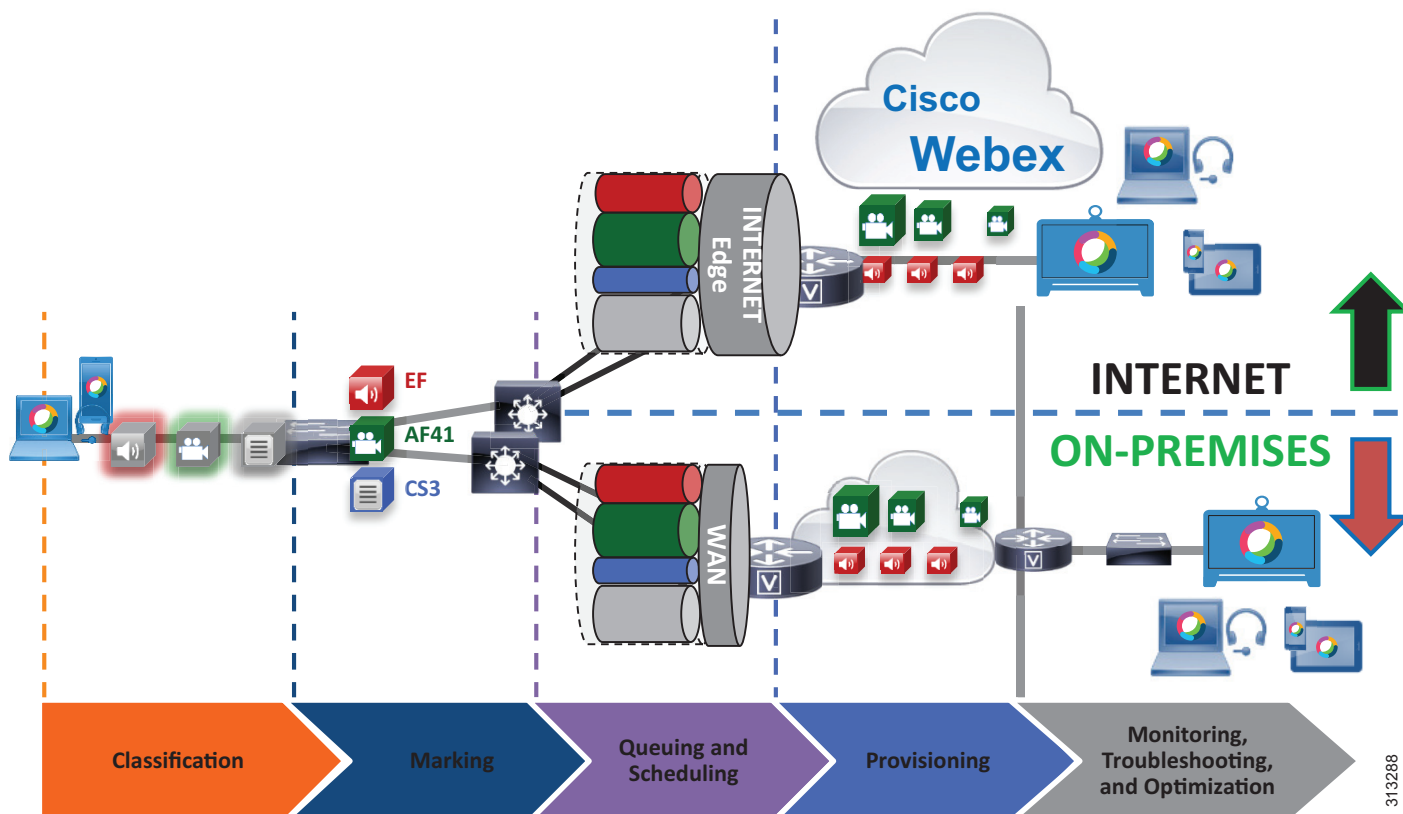 Cisco
Webex
INTERNET
Edge
EF
AF41
CS3
INTERNET
ON-PREMISES
WAN
V
V
V
Classification
Marking
Queuing and
Scheduling
Provisioning
Monitoring,
Troubleshooting,
and Optimization
313288